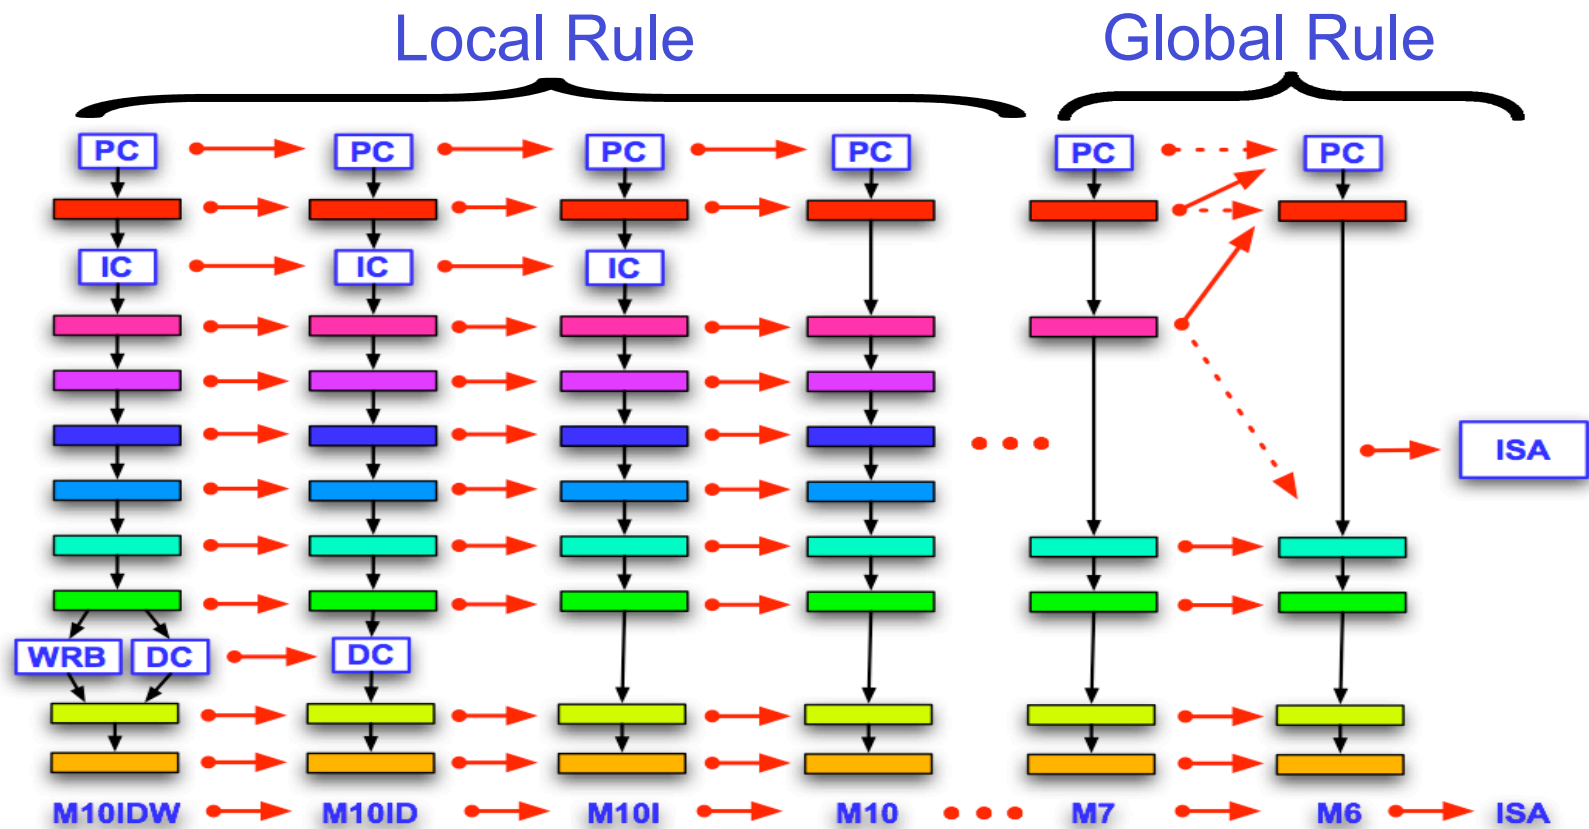 Local Rule Global Rule
PC PC PC PC PC PC
IC IC IC
ISA
WRB DC DC
M10IDW M10ID M10I M10 M7 M6 ISA